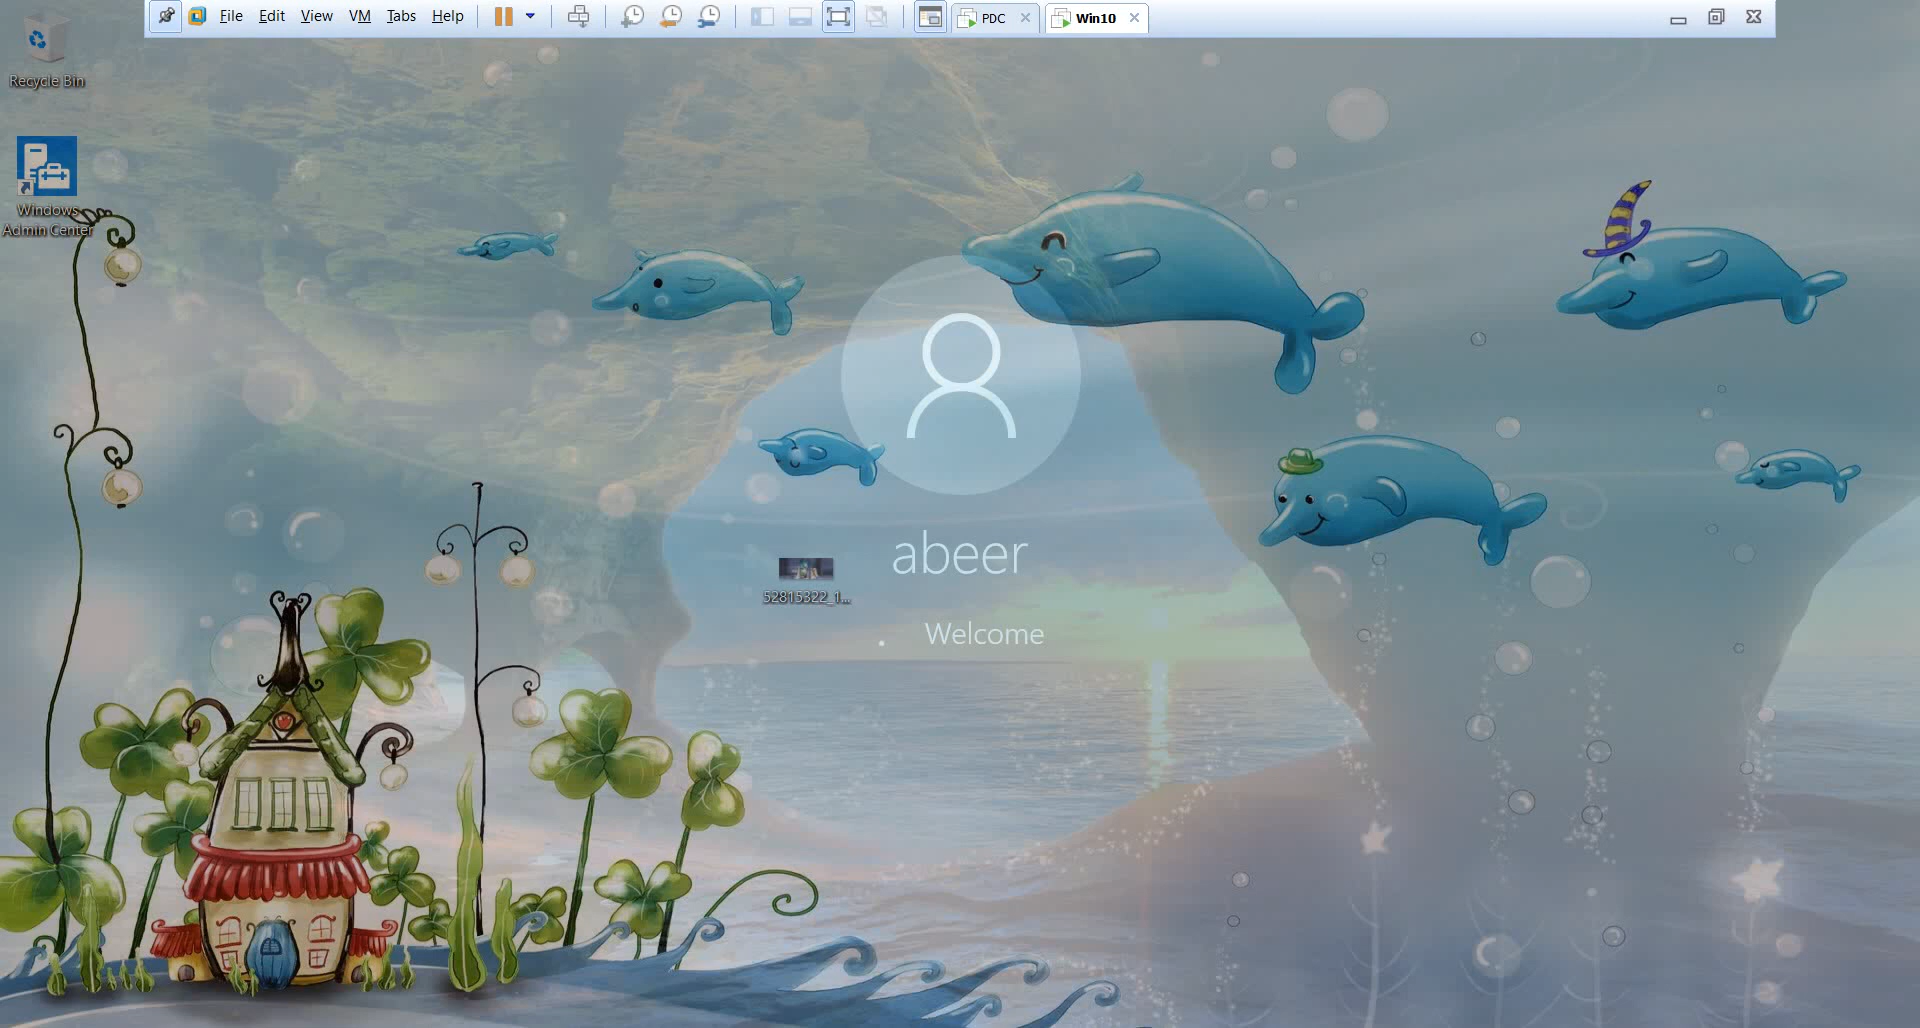 File Edit View VM Tabs Help PDC Win10
Recycle Bin
Windows
Admin Center
abeer
52815322_1...
Welcome